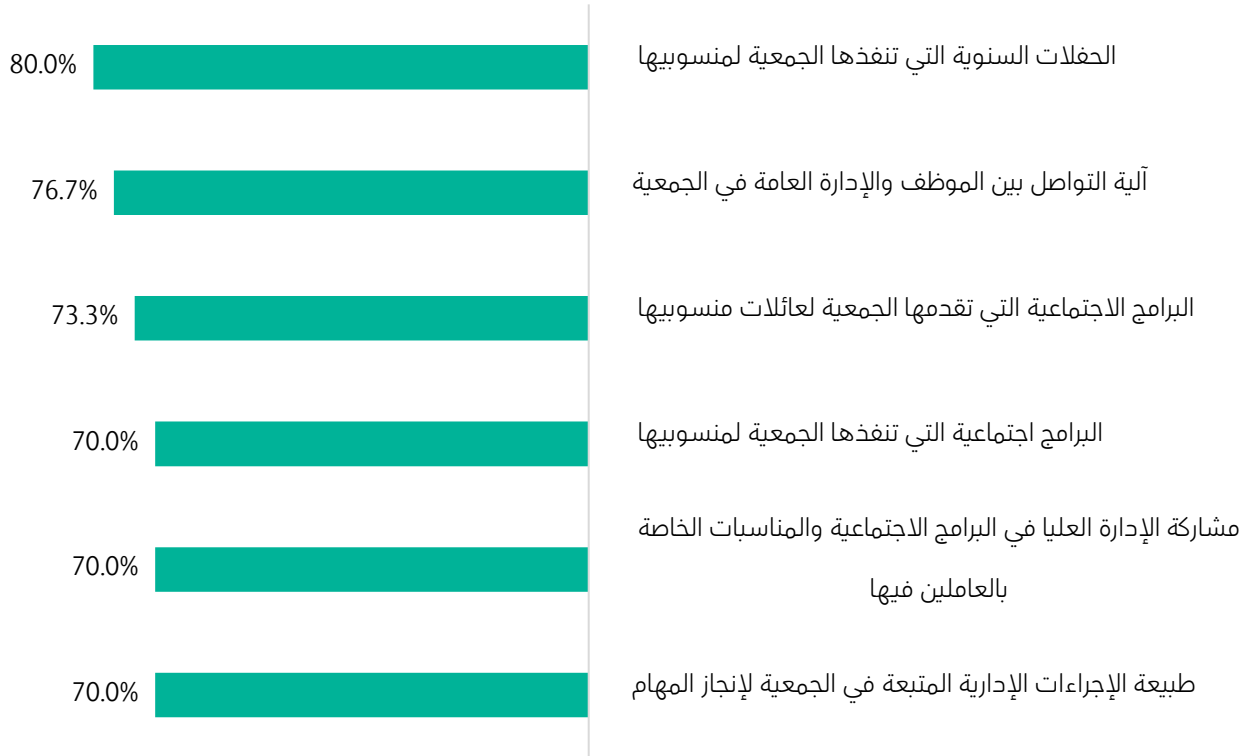 الحفلات السنوية التي تنفذها الجمعية لمنسوبيها
80.0%
آلية التواصل بين الموظف والإدارة العامة في الجمعية
76.7%
البرامج الاجتماعية التي تقدمها الجمعية لعائلات منسوبيها
73.3%
البرامج اجتماعية التي تنفذها الجمعية لمنسوبيها
70.0%
مشاركة الإدارة العليا في البرامج الاجتماعية والمناسبات الخاصة
بالعاملين فيها
70.0%
طبيعة الإجراءات الإدارية المتبعة في الجمعية لإنجاز المهام
70.0%